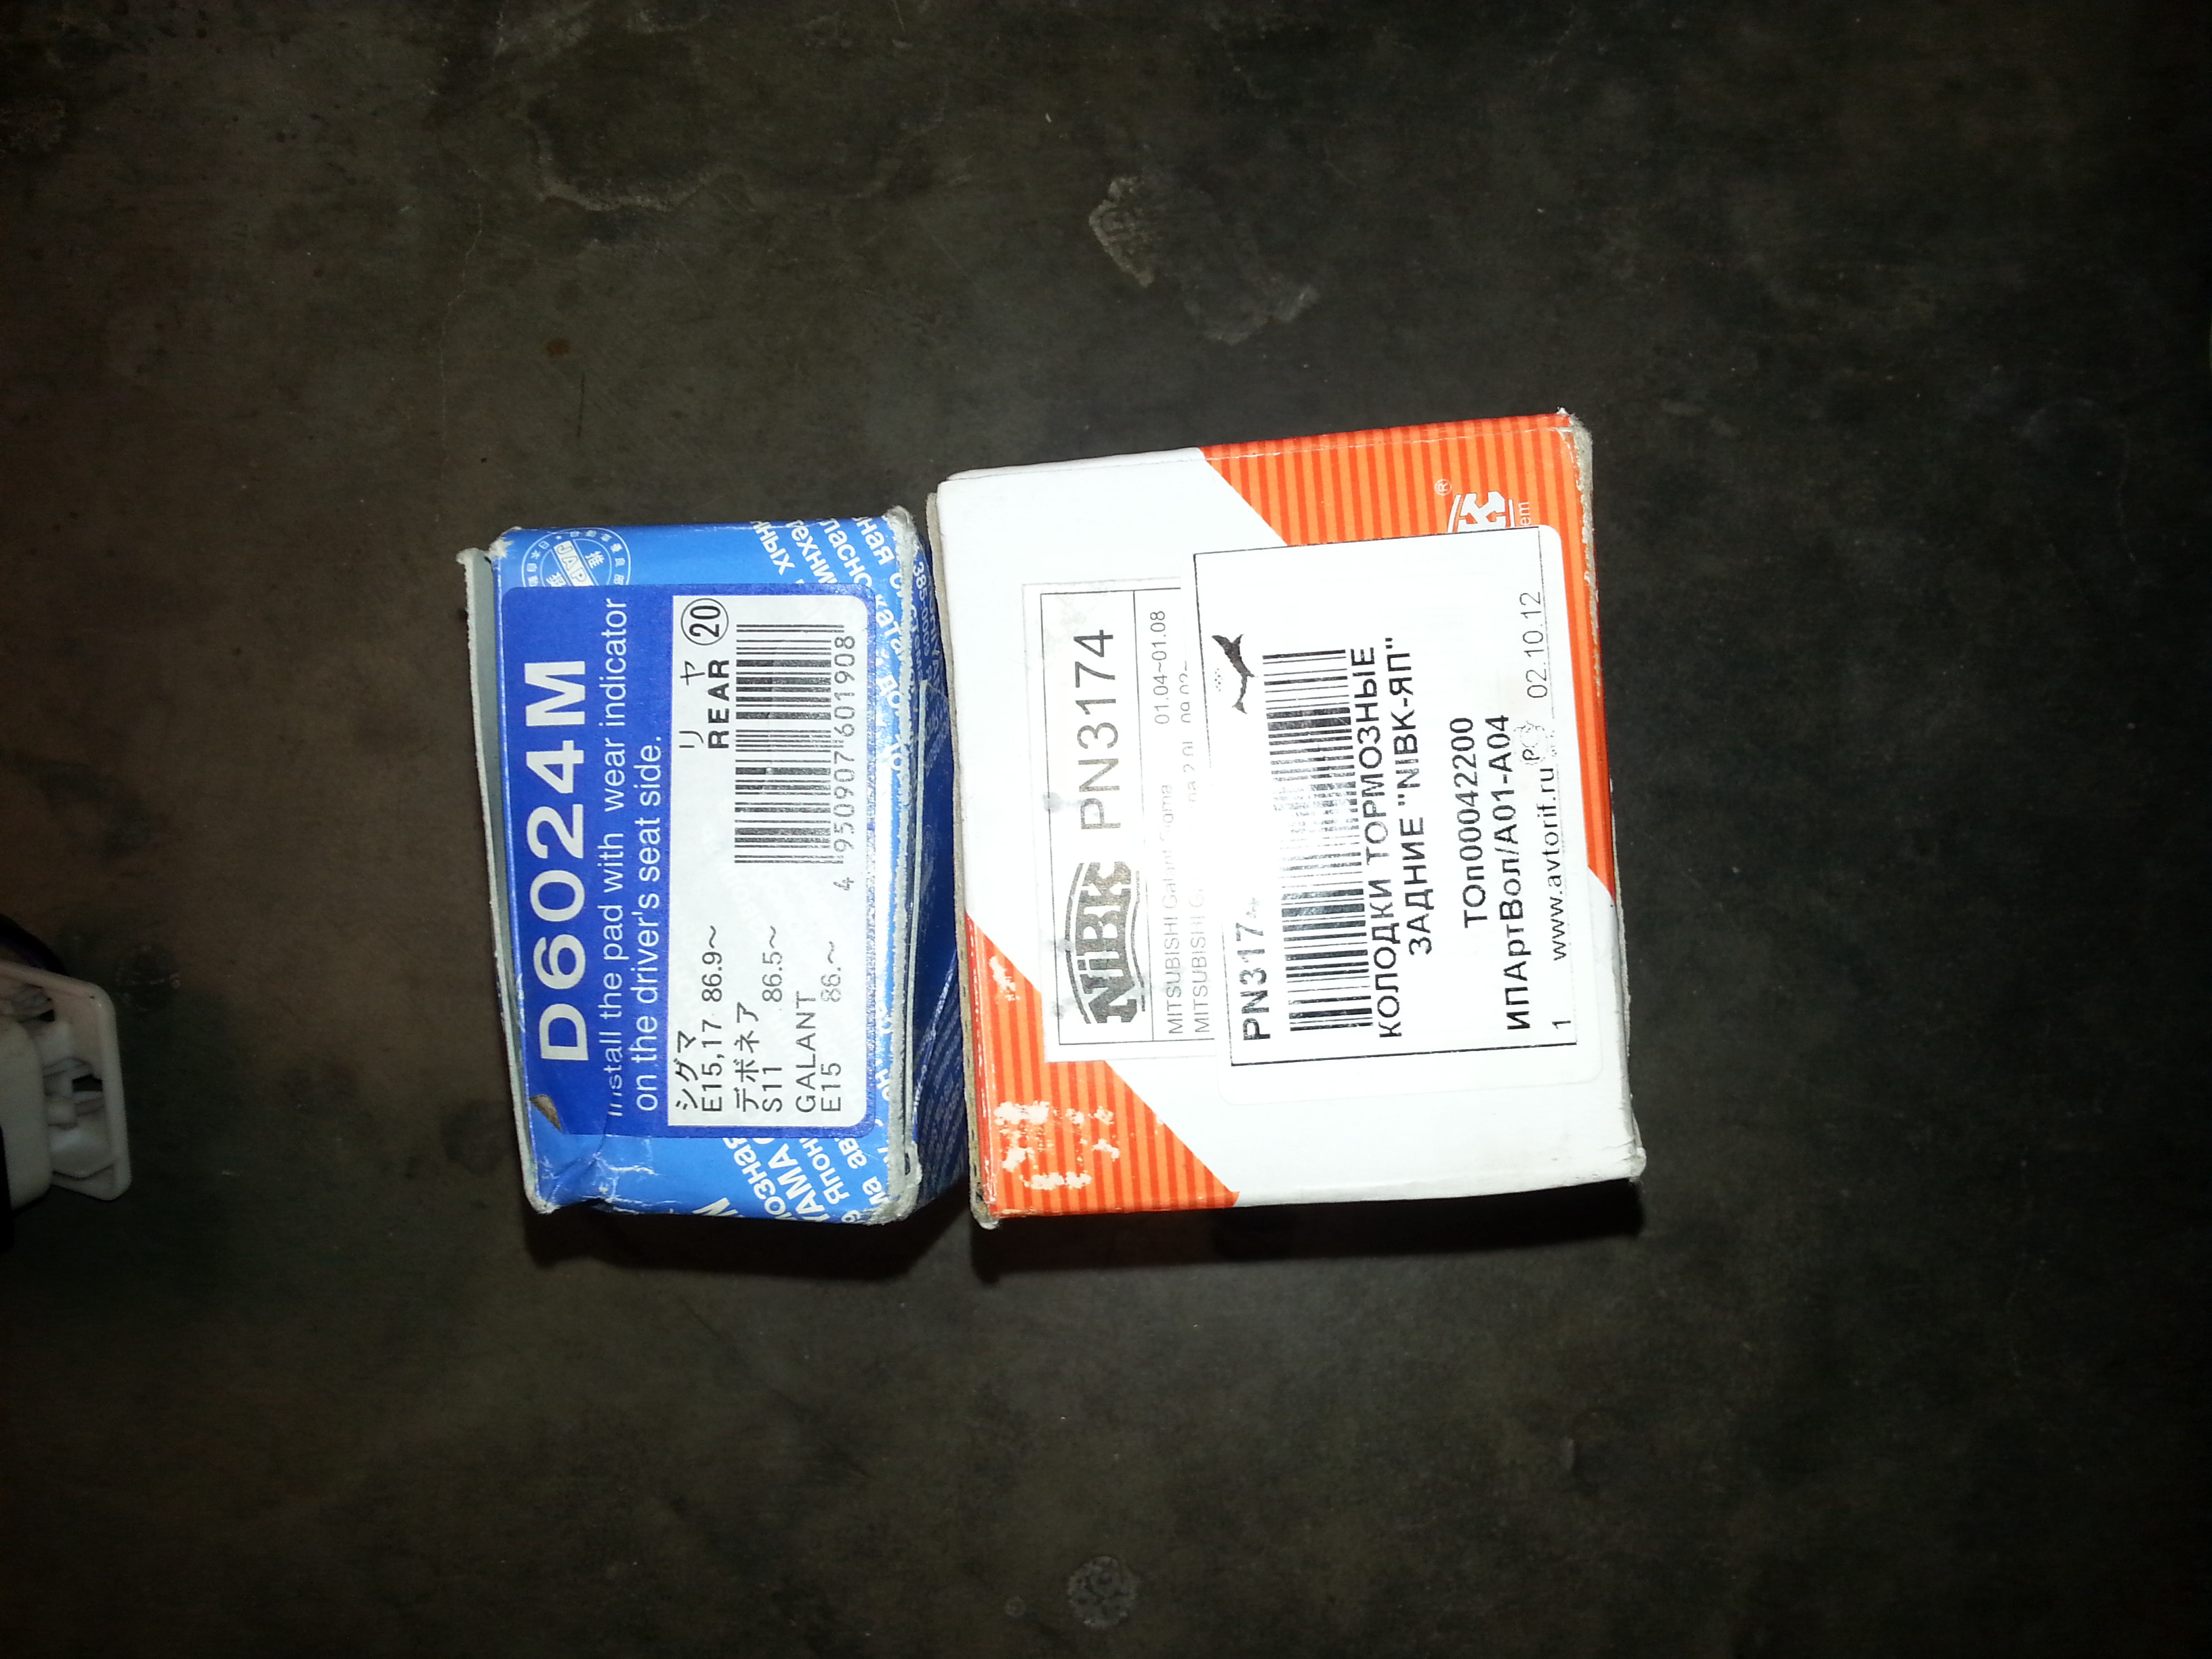 D6024M
Install the pad with wear indicator
on the driver's seat side.
シグマ
E15,17 86.9～
デボネア
S11 86.5～
GALANT
E15 86.～
リヤ
REAR 20
4 950907 601908
NiBK PN3174
MITSUBISHI Galant 01.04~01.08
MITSUBISHI
PN317
КОЛОДКИ ТОРМОЗНЫЕ
ЗАДНИЕ "NIBK-ЯП"
ТОп00042200
ИПАртВол/А01-А04
1 www.avtorif.ru 02.10.12